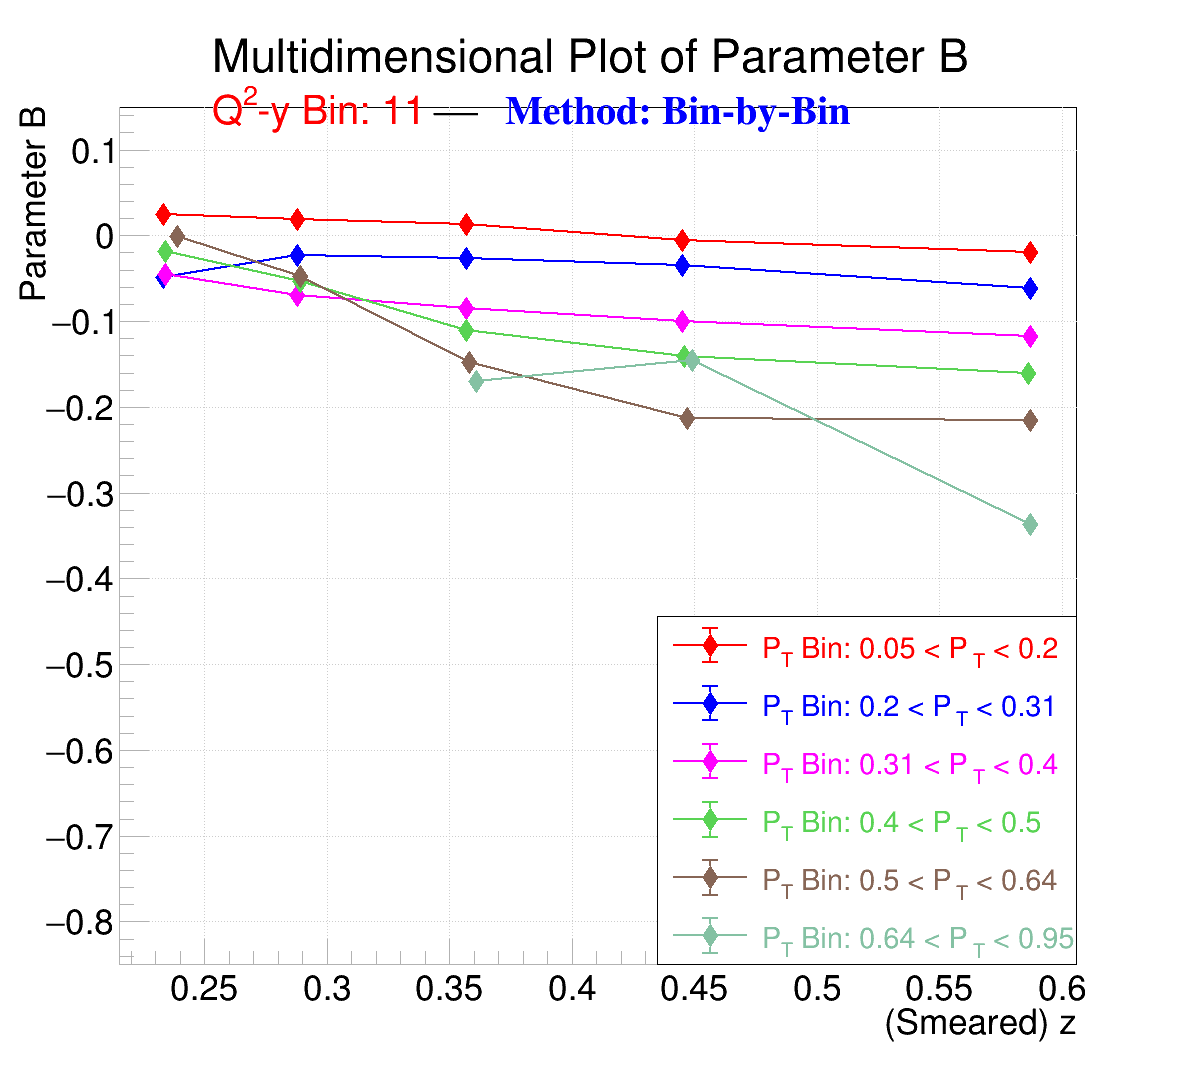 Multidimensional Plot of Parameter B
Q²-y Bin: 11 — Method: Bin-by-Bin
Parameter B
0.1
0
−0.1
−0.2
−0.3
−0.4
−0.5
−0.6
−0.7
−0.8
P_T Bin: 0.05 < P_T < 0.2
P_T Bin: 0.2 < P_T < 0.31
P_T Bin: 0.31 < P_T < 0.4
P_T Bin: 0.4 < P_T < 0.5
P_T Bin: 0.5 < P_T < 0.64
P_T Bin: 0.64 < P_T < 0.95
0.25 0.3 0.35 0.4 0.45 0.5 0.55 0.6
(Smeared) z